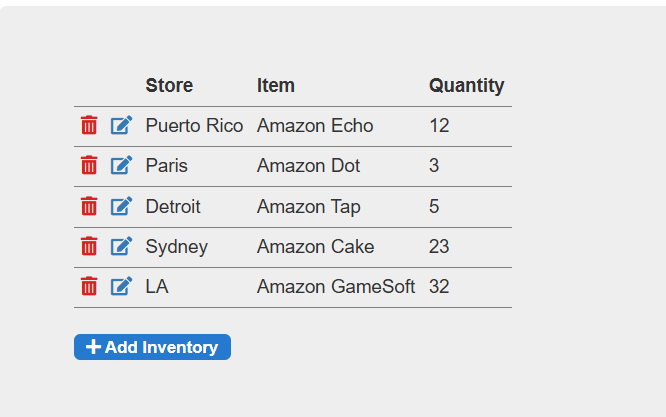 Store Item Quantity
Puerto Rico Amazon Echo 12
Paris Amazon Dot 3
Detroit Amazon Tap 5
Sydney Amazon Cake 23
LA Amazon GameSoft 32
Add Inventory